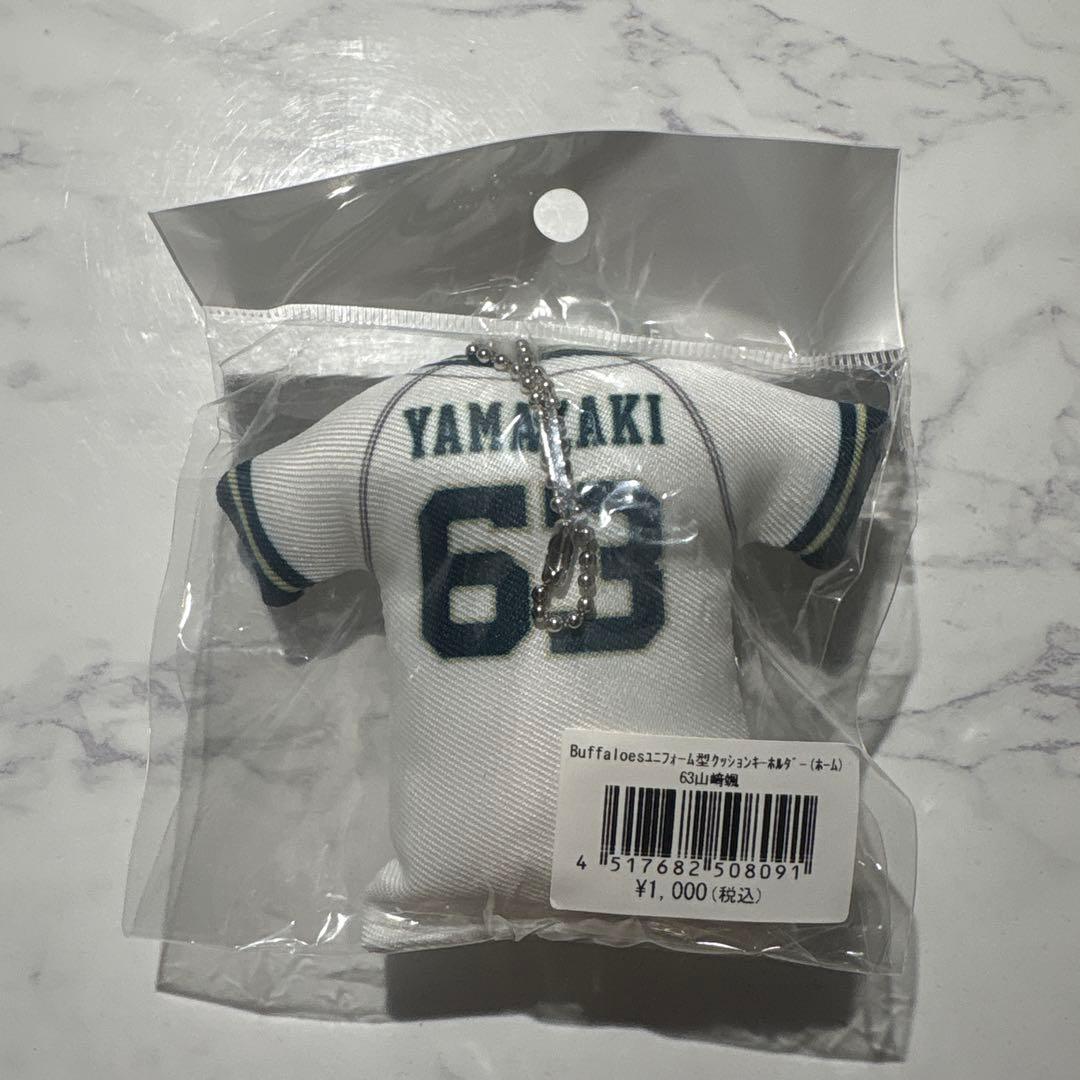 YAMAZAKI
63
Buffaloesユニフォーム型クッションキーホルダー(ホーム)
63山﨑颯
4 517682 508091
¥1,000(税込)